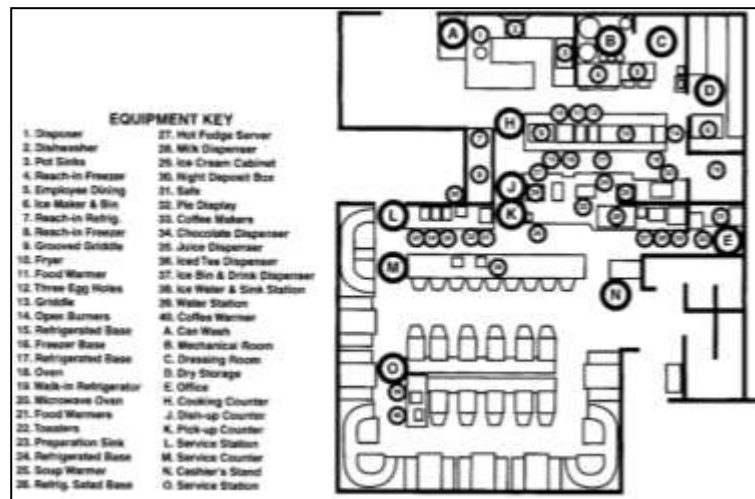 EQUIPMENT KEY
1. Disposer
2. Dishwasher
3. Pot Sinks
4. Reach-in Freezer
5. Employee Dining
6. Ice Maker & Bin
7. Reach-in Refrig.
8. Reach-in Freezer
9. Grooved Griddle
10. Fryer
11. Food Warmer
12. Three Egg Holes
13. Griddle
14. Open Burners
15. Refrigerated Base
16. Freezer Base
17. Refrigerated Base
18. Oven
19. Walk-in Refrigerator
20. Microwave Oven
21. Food Warmers
22. Toasters
23. Preparation Sink
24. Refrigerated Base
25. Soup Warmer
26. Refrig. Salad Base
27. Hot Fudge Server
28. Milk Dispenser
29. Ice Cream Cabinet
30. Night Deposit Box
31. Safe
32. Pie Display
33. Coffee Makers
34. Chocolate Dispenser
35. Juice Dispenser
36. Iced Tea Dispenser
37. Ice Bin & Drink Dispenser
38. Ice Water & Sink Station
39. Water Station
40. Coffee Warmer
A. Can Wash
B. Mechanical Room
C. Dressing Room
D. Dry Storage
E. Office
H. Cooking Counter
J. Dish-up Counter
K. Pick-up Counter
L. Service Station
M. Service Counter
N. Cashier's Stand
O. Service Station
A
B
C
D
H
J
K
L
E
M
N
O